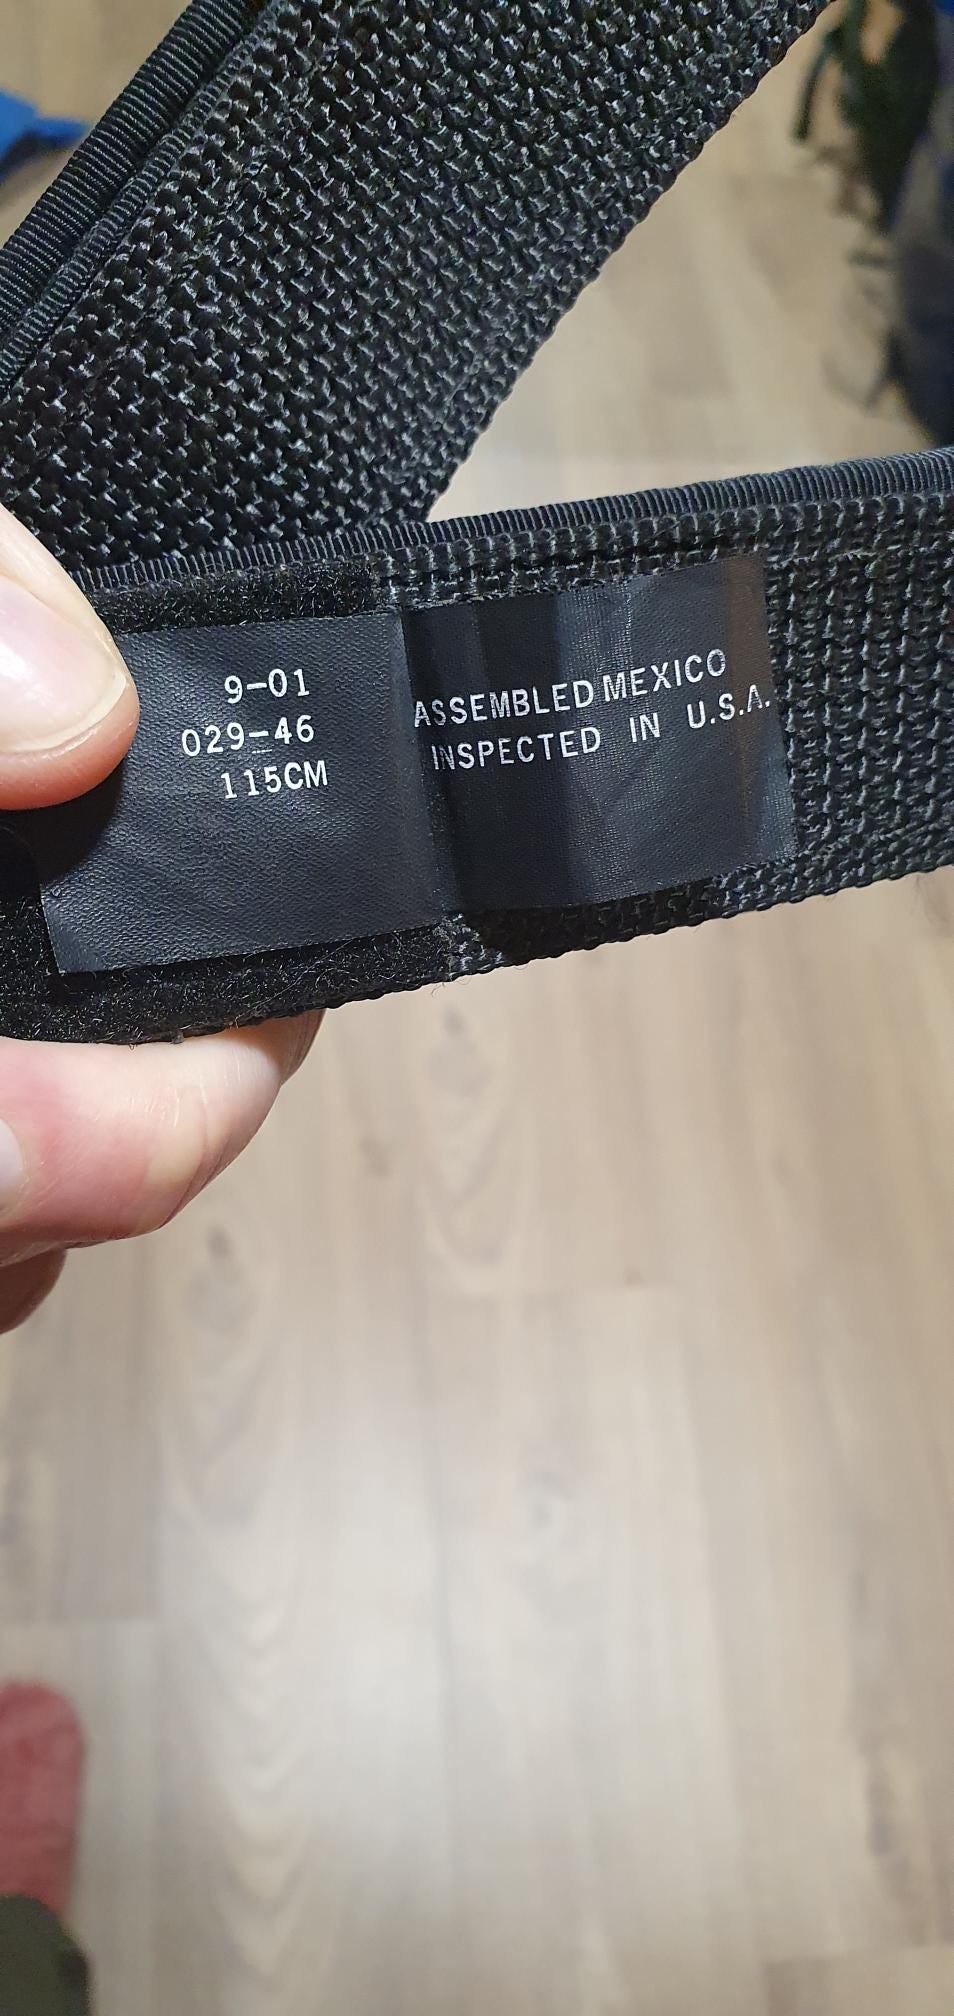 9-01
029-46
115CM
ASSEMBLED MEXICO
INSPECTED IN U.S.A.